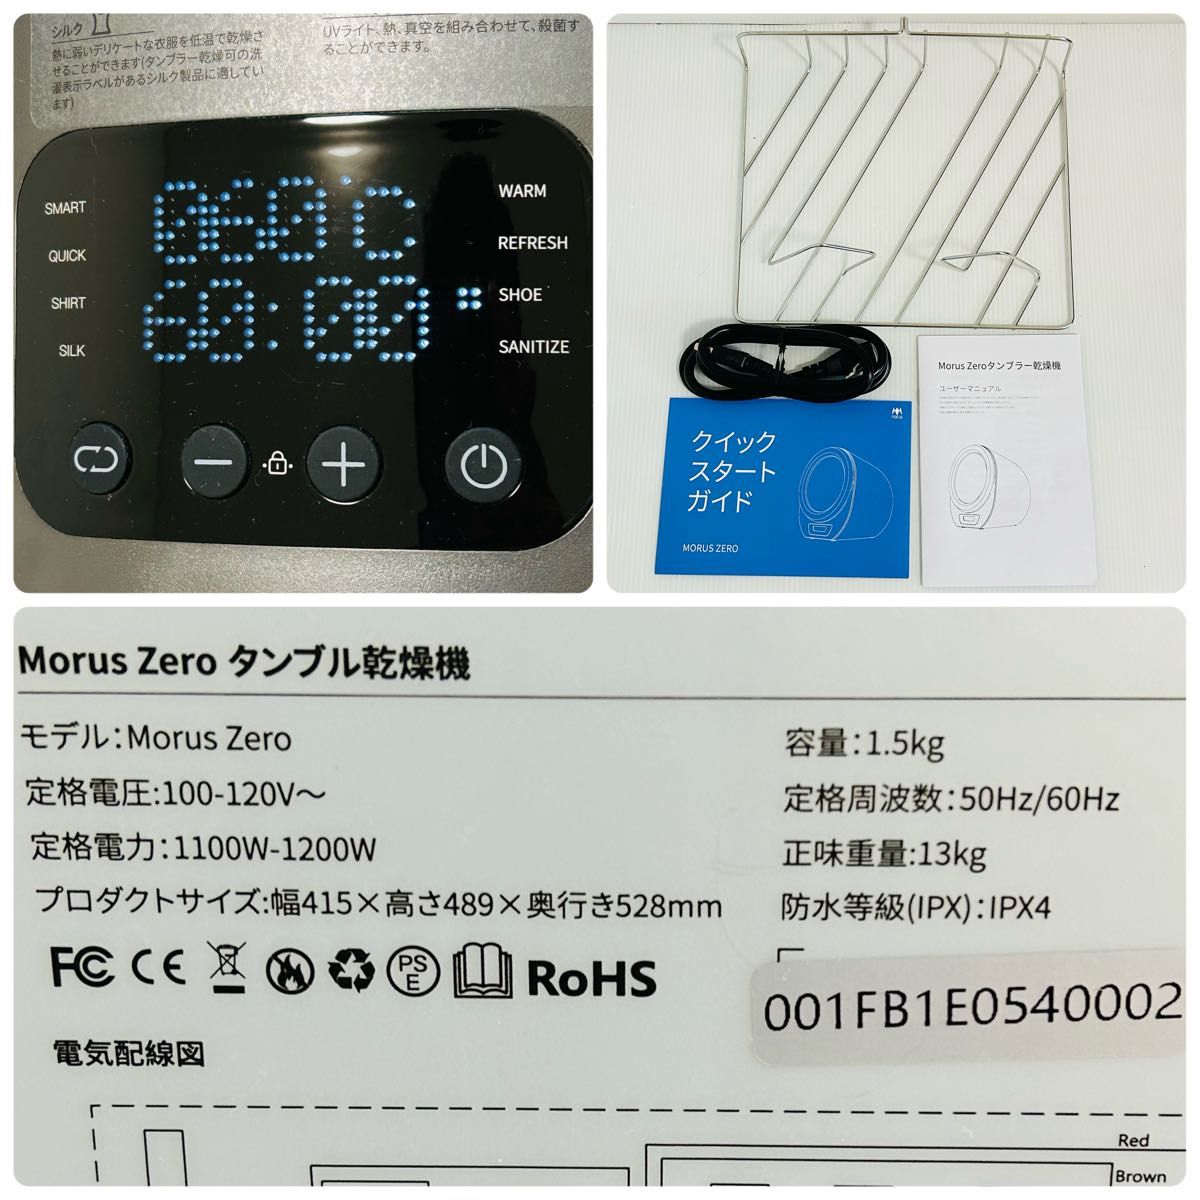 シルク
熱に弱いデリケートな衣服を低温で乾燥さ
せることができます(タンブラー乾燥可の洗
濯表示ラベルがあるシルク製品に適してい
ます)
UVライト、熱、真空を組み合わせて、殺菌す
ることができます。
060°C
60:00
SMART
QUICK
SHIRT
SILK
WARM
REFRESH
SHOE
SANITIZE
morus
クイック
スタート
ガイド
MORUS ZERO
Morus Zeroタンブラー乾燥機
ユーザーマニュアル
Morus Zero タンブル乾燥機
モデル:Morus Zero
定格電圧:100-120V～
定格電力:1100W-1200W
プロダクトサイズ:幅415×高さ489×奥行き528mm
容量:1.5kg
定格周波数:50Hz/60Hz
正味重量:13kg
防水等級(IPX):IPX4
FC CE PSE RoHS
001FB1E0540002
電気配線図
Red
Brown